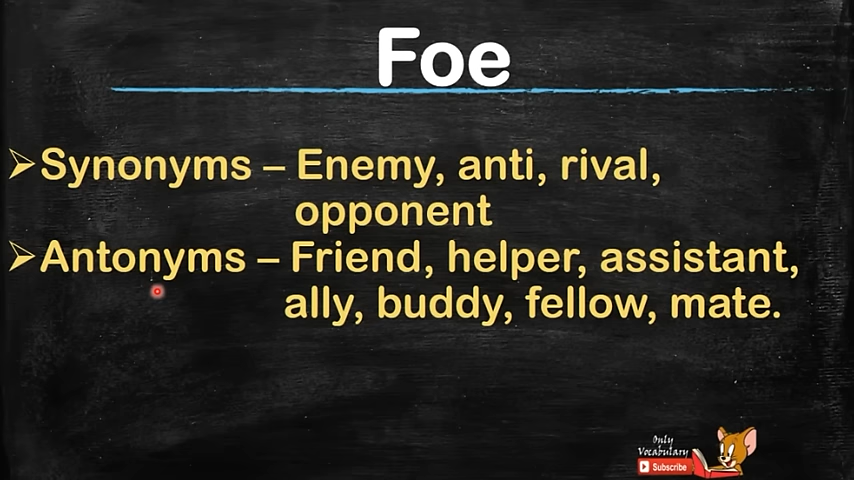 Foe
➢Synonyms – Enemy, anti, rival,
opponent
➢Antonyms – Friend, helper, assistant,
ally, buddy, fellow, mate.
Only
Vocabulary
Subscribe